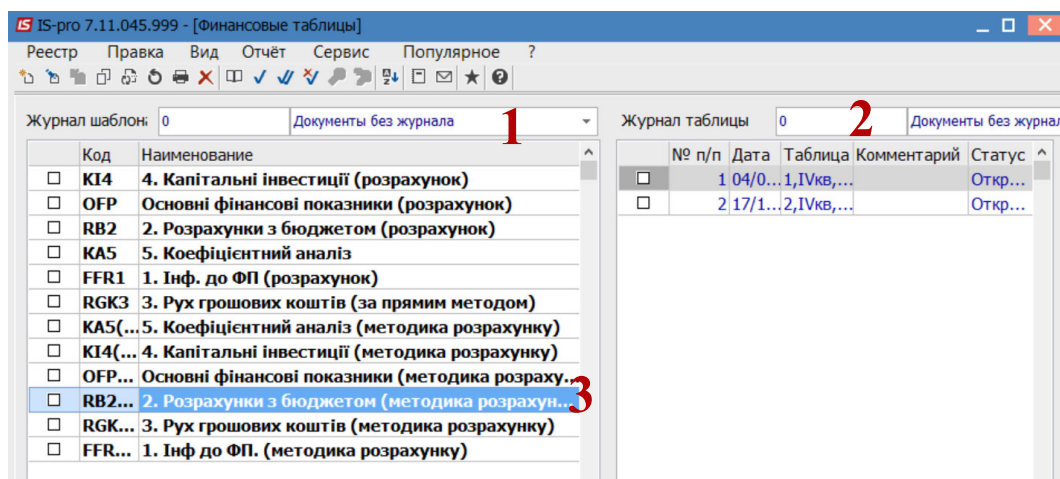 IS IS-pro 7.11.045.999 - [Финансовые таблицы]
Реестр Правка Вид Отчёт Сервис Популярное ?
Журнал шаблон 0 Документы без журнала 1
Журнал таблицы 0 2 Документы без журнал
Код Наименование
KI4 4. Капітальні інвестиції (розрахунок)
OFP Основні фінансові показники (розрахунок)
RB2 2. Розрахунки з бюджетом (розрахунок)
KA5 5. Коефіцієнтний аналіз
FFR1 1. Інф. до ФП (розрахунок)
RGK3 3. Рух грошових коштів (за прямим методом)
KA5(... 5. Коефіцієнтний аналіз (методика розрахунку)
KI4(... 4. Капітальні інвестиції (методика розрахунку)
OFP... Основні фінансові показники (методика розраху...
RB2... 2. Розрахунки з бюджетом (методика розрахун... 3
RGK... 3. Рух грошових коштів (методика розрахунку)
FFR... 1. Інф до ФП. (методика розрахунку)
№ п/п Дата Таблица Комментарий Статус
1 04/0... 1,IVкв,... Откр...
2 17/1... 2,IVкв,... Откр...